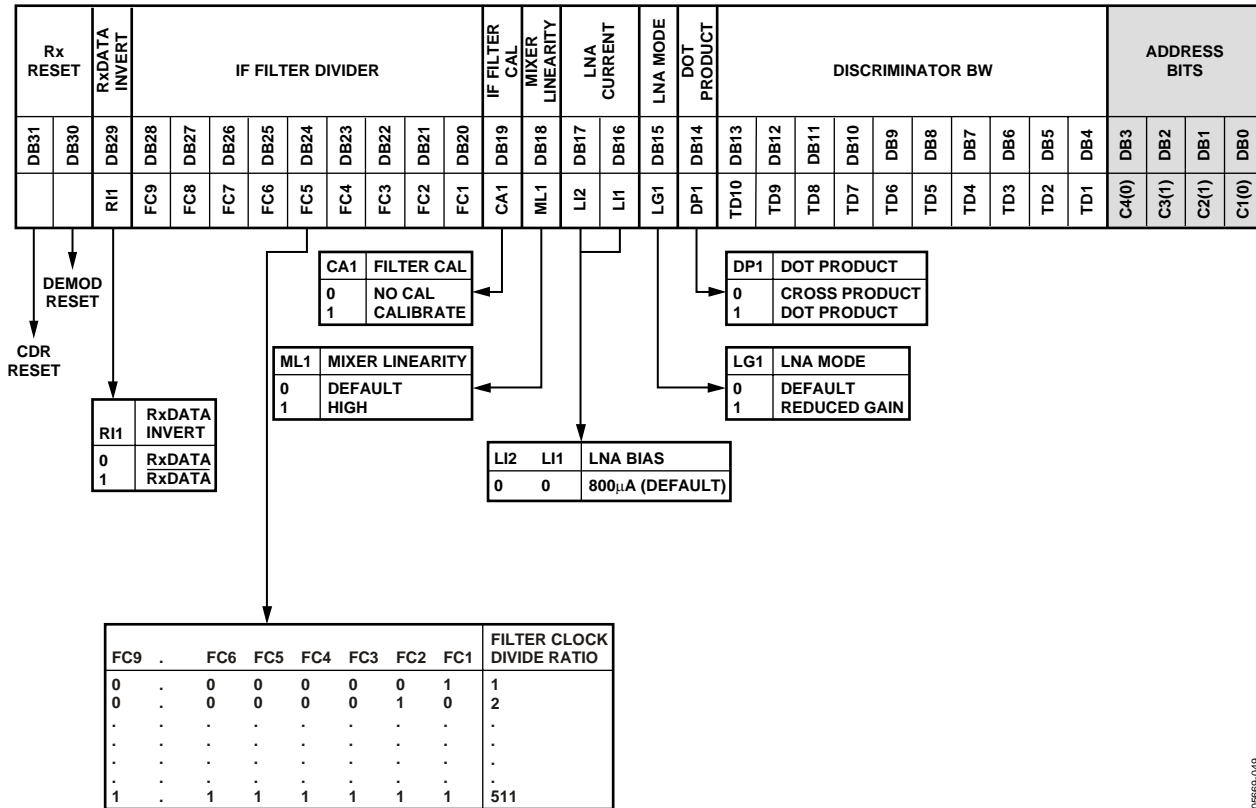 Rx RESET
RxDATA INVERT
IF FILTER DIVIDER
IF FILTER CAL
MIXER LINEARITY
LNA CURRENT
LNA MODE
DOT PRODUCT
DISCRIMINATOR BW
ADDRESS BITS
DB31 DB30 DB29 DB28 DB27 DB26 DB25 DB24 DB23 DB22 DB21 DB20 DB19 DB18 DB17 DB16 DB15 DB14 DB13 DB12 DB11 DB10 DB9 DB8 DB7 DB6 DB5 DB4 DB3 DB2 DB1 DB0
RI1 FC9 FC8 FC7 FC6 FC5 FC4 FC3 FC2 FC1 CA1 ML1 LI2 LI1 LG1 DP1 TD10 TD9 TD8 TD7 TD6 TD5 TD4 TD3 TD2 TD1 C4(0) C3(1) C2(1) C1(0)
DEMOD RESET
CDR RESET
CA1 FILTER CAL
0 NO CAL
1 CALIBRATE
DP1 DOT PRODUCT
0 CROSS PRODUCT
1 DOT PRODUCT
ML1 MIXER LINEARITY
0 DEFAULT
1 HIGH
LG1 LNA MODE
0 DEFAULT
1 REDUCED GAIN
RI1 RxDATA INVERT
0 RxDATA
1 RxDATA
LI2 LI1 LNA BIAS
0 0 800µA (DEFAULT)
FC9 . FC6 FC5 FC4 FC3 FC2 FC1 FILTER CLOCK DIVIDE RATIO
0 . 0 0 0 0 0 1 1
0 . 0 0 0 0 1 0 2
. . . . . . . . .
. . . . . . . . .
. . . . . . . . .
. . . . . . . . .
1 . 1 1 1 1 1 1 511
05669-049